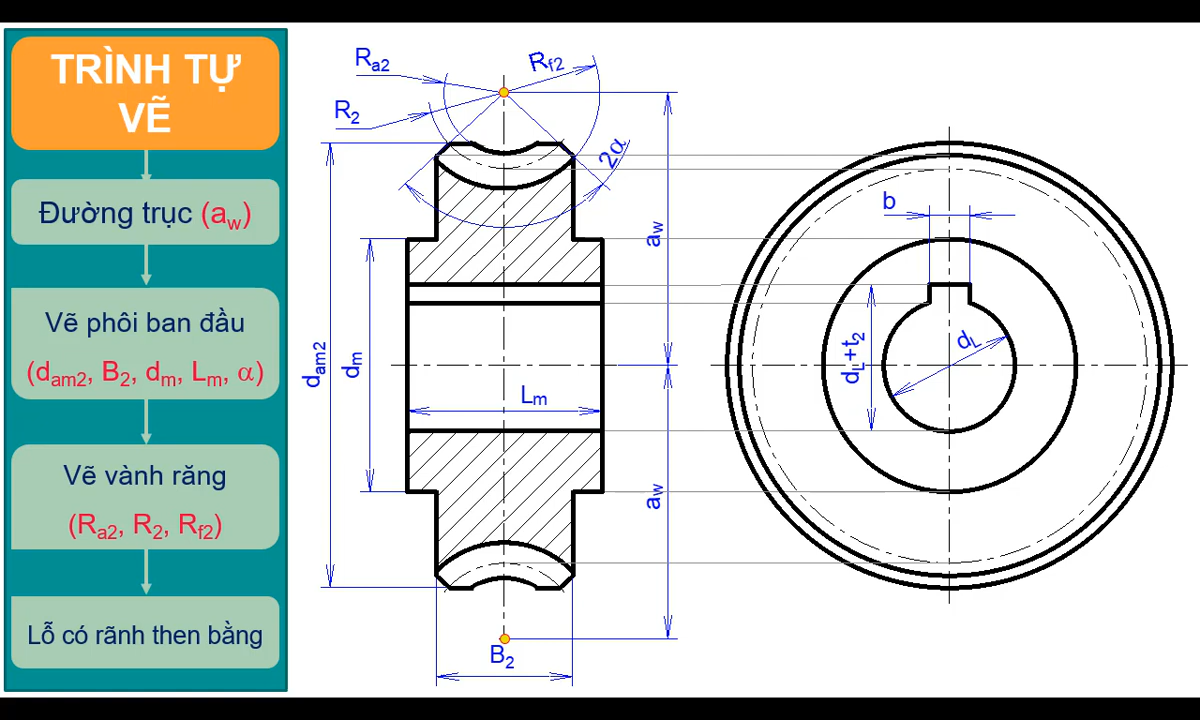 TRÌNH TỰ
VẼ
Đường trục (aw)
Vẽ phôi ban đầu
(dam2, B2, dm, Lm, α)
Vẽ vành răng
(Ra2, R2, Rf2)
Lỗ có rãnh then bằng
Ra2
Rf2
R2
2α
aw
dam2
dm
Lm
aw
B2
b
dL+t2
dL